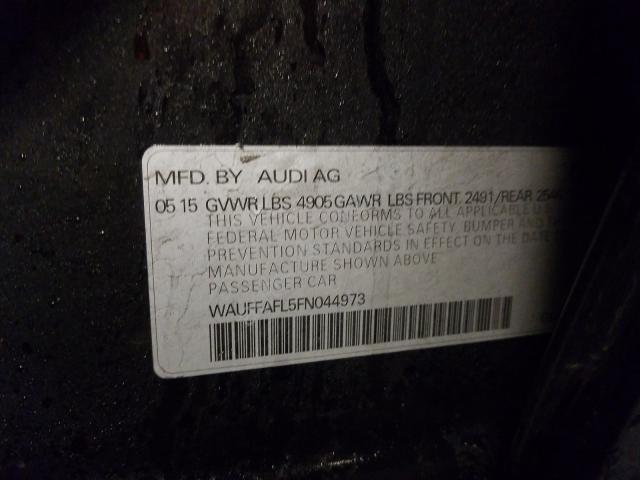 MFD. BY AUDI AG
05 15 GVWR LBS 4905 GAWR LBS FRONT 2491/REAR
THIS VEHICLE CONFORMS TO ALL APPLICABLE U
FEDERAL MOTOR VEHICLE SAFETY, BUMPER AND
PREVENTION STANDARDS IN EFFECT ON THE DATE
MANUFACTURE SHOWN ABOVE
PASSENGER CAR
WAUFFAFL5FN044973